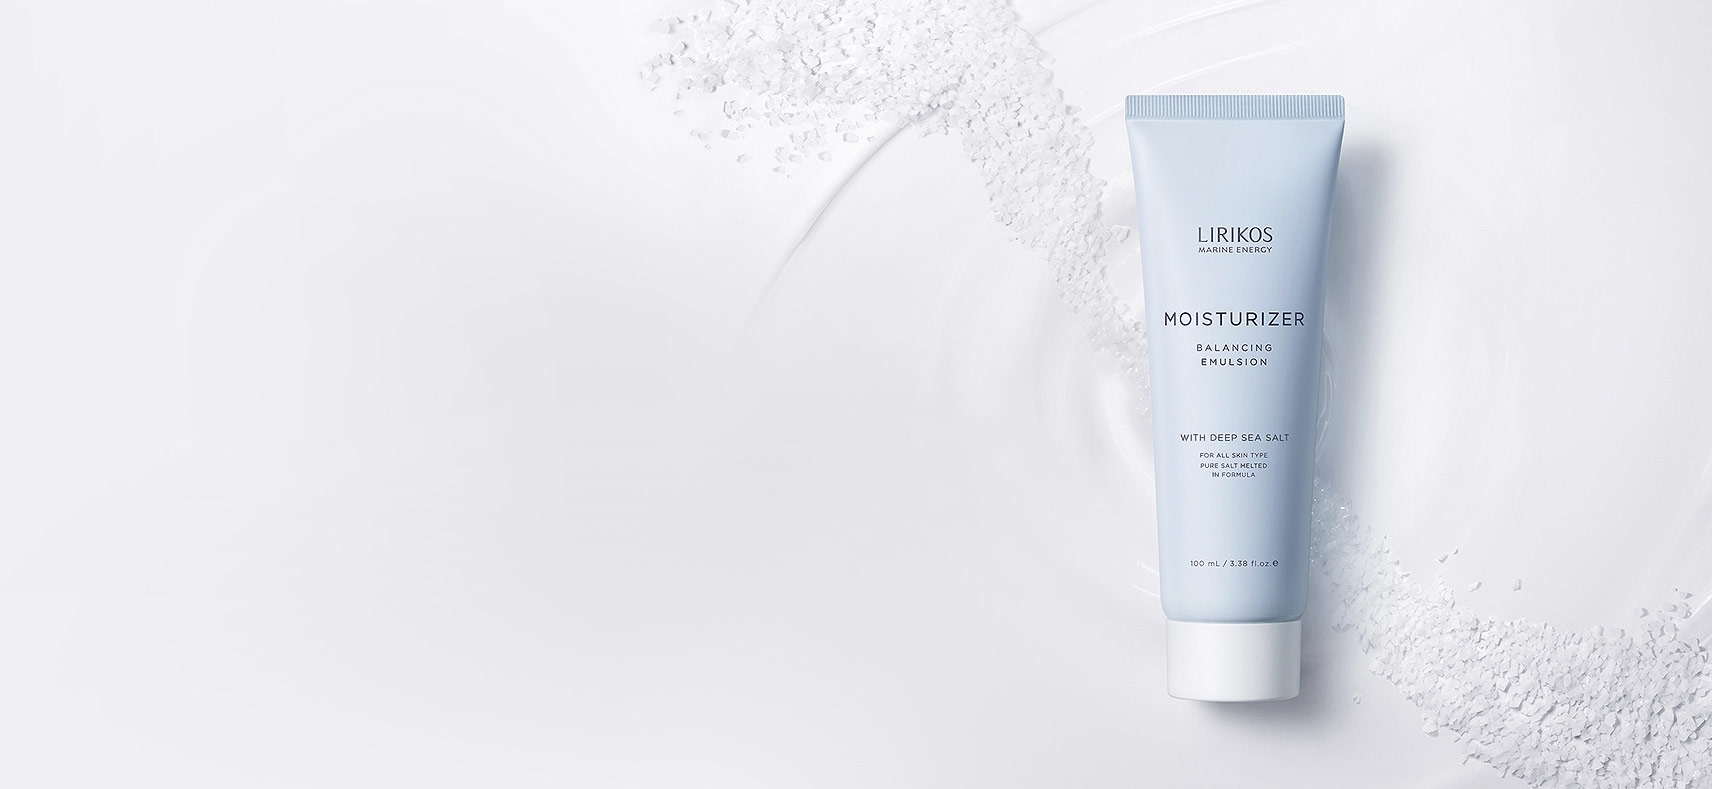 LIRIKOS
MARINE ENERGY
MOISTURIZER
BALANCING
EMULSION
WITH DEEP SEA SALT
FOR ALL SKIN TYPE
PURE SALT MELTED
IN FORMULA
100 mL / 3.38 fl.oz.℮